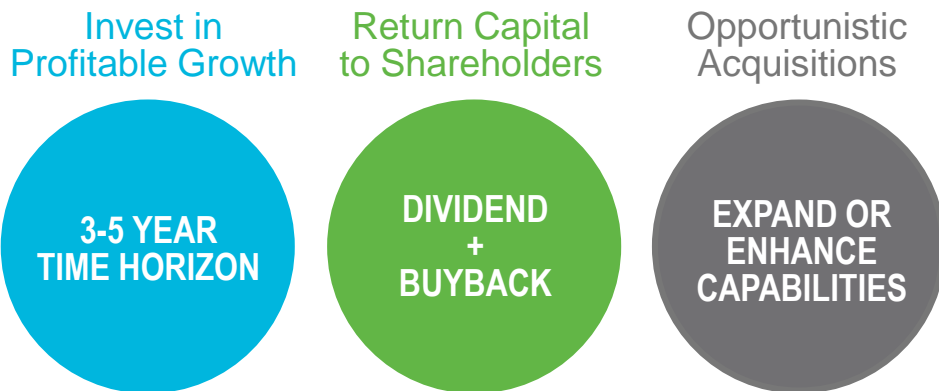 Invest in
Profitable Growth
3-5 YEAR
TIME HORIZON
Return Capital
to Shareholders
DIVIDEND
+
BUYBACK
Opportunistic
Acquisitions
EXPAND OR
ENHANCE
CAPABILITIES